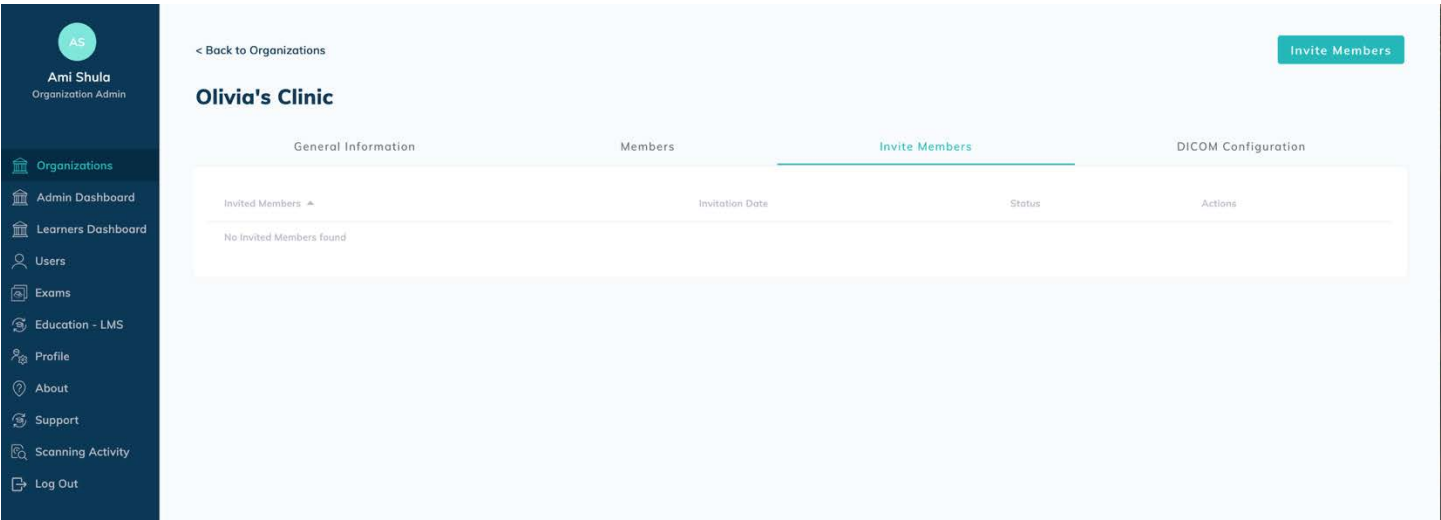 AS
Ami Shula
Organization Admin
Organizations
Admin Dashboard
Learners Dashboard
Users
Exams
Education - LMS
Profile
About
Support
Scanning Activity
Log Out
< Back to Organizations
Invite Members
Olivia's Clinic
General Information Members Invite Members DICOM Configuration
Invited Members Invitation Date Status Actions
No Invited Members found